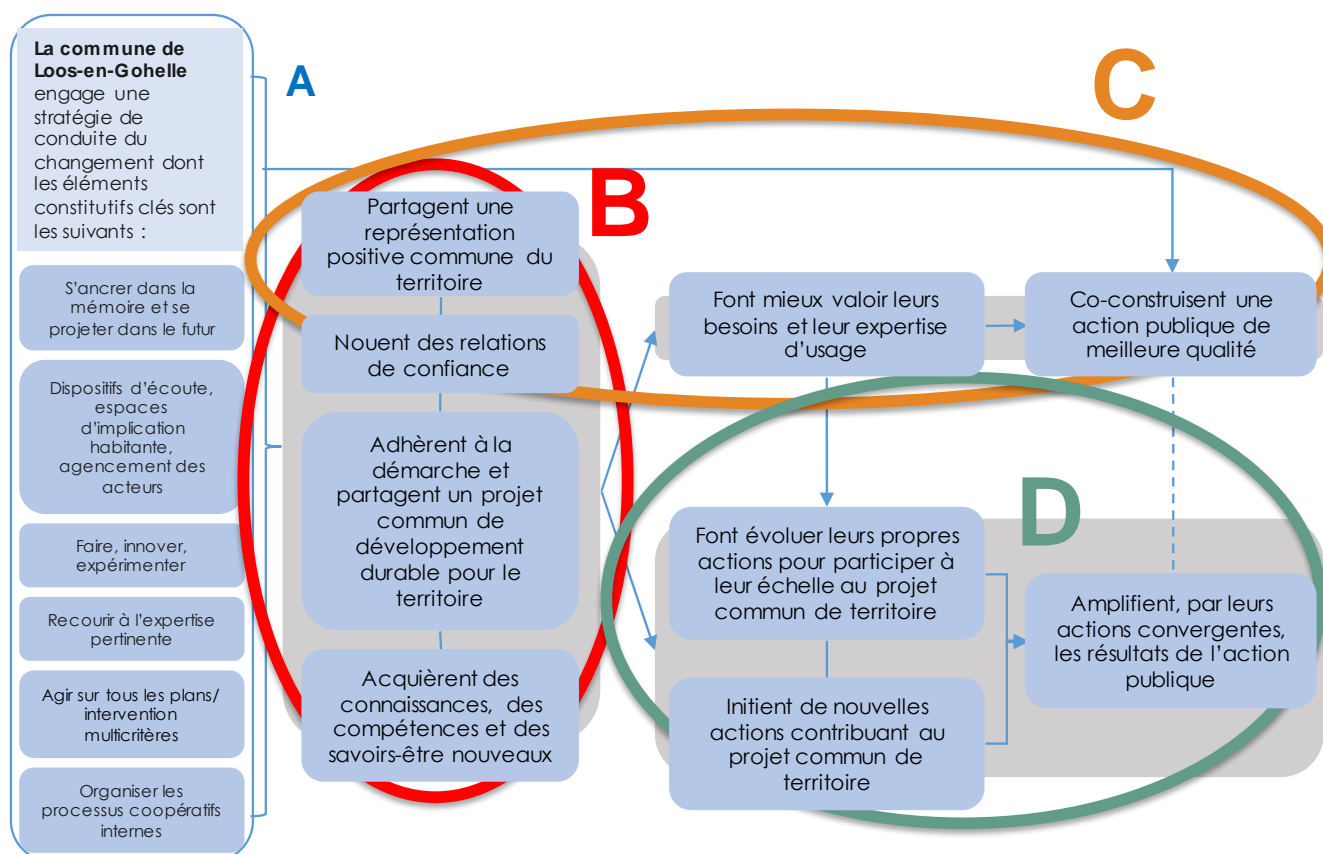 La commune de
Loos-en-Gohelle
engage une
stratégie de
conduite du
changement dont
les éléments
constitutifs clés sont
les suivants :
S'ancrer dans la
mémoire et se
projeter dans le futur
Dispositifs d'écoute,
espaces
d'implication
habitante,
agencement des
acteurs
Faire, innover,
expérimenter
Recourir à l'expertise
pertinente
Agir sur tous les plans/
intervention
multicritères
Organiser les
processus coopératifs
internes
A
B
Partagent une
représentation
positive commune du
territoire
Nouent des relations
de confiance
Adhèrent à la
démarche et
partagent un projet
commun de
développement
durable pour le
territoire
Acquièrent des
connaissances, des
compétences et des
savoirs-être nouveaux
C
Font mieux valoir leurs
besoins et leur expertise
d'usage
Co-construisent une
action publique de
meilleure qualité
D
Font évoluer leurs propres
actions pour participer à
leur échelle au projet
commun de territoire
Initient de nouvelles
actions contribuant au
projet commun de
territoire
Amplifient, par leurs
actions convergentes,
les résultats de l'action
publique